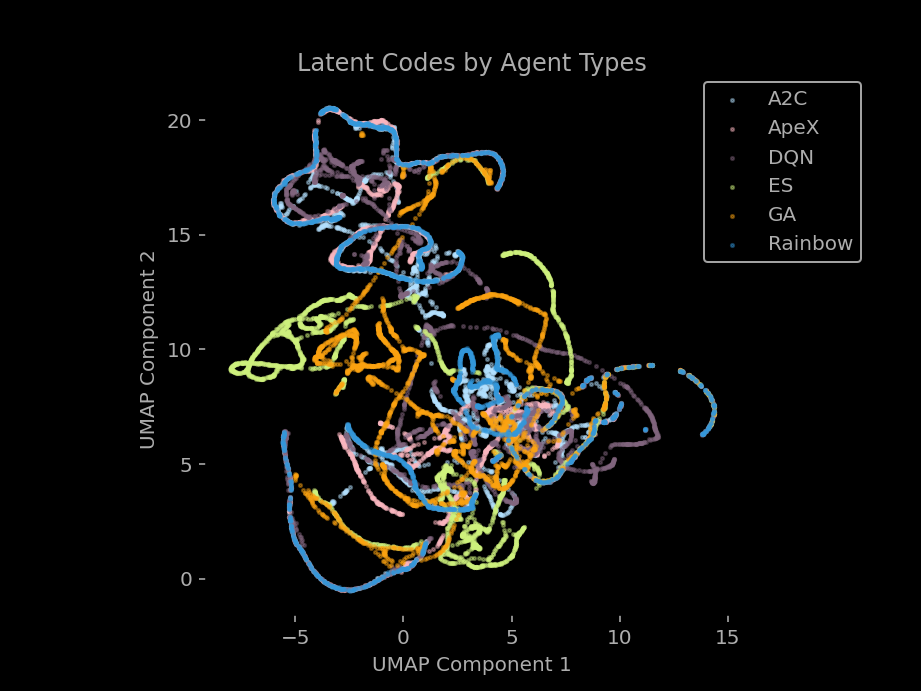 Latent Codes by Agent Types
A2C
ApeX
DQN
ES
GA
Rainbow
20
15
10
5
0
UMAP Component 2
−5
0
5
10
15
UMAP Component 1